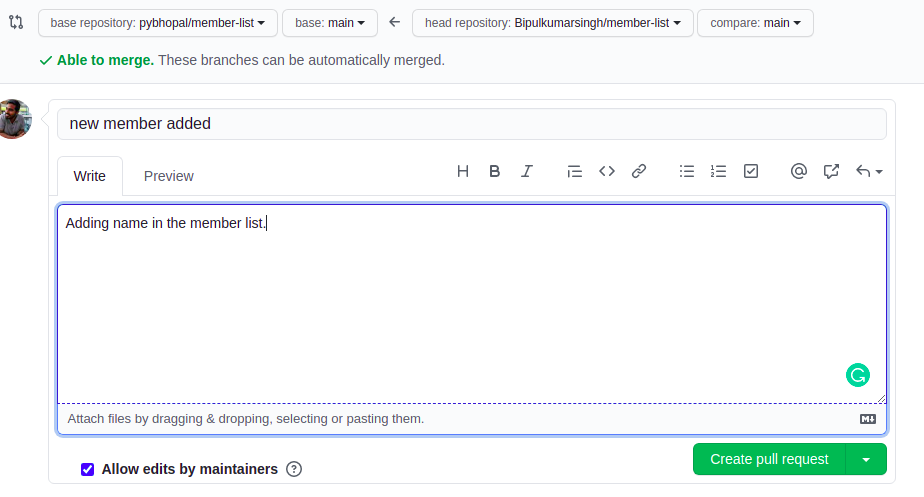 base repository: pybhopal/member-list base: main head repository: Bipulkumarsingh/member-list compare: main
Able to merge. These branches can be automatically merged.
new member added
Write Preview
Adding name in the member list.
Attach files by dragging & dropping, selecting or pasting them.
Allow edits by maintainers
Create pull request